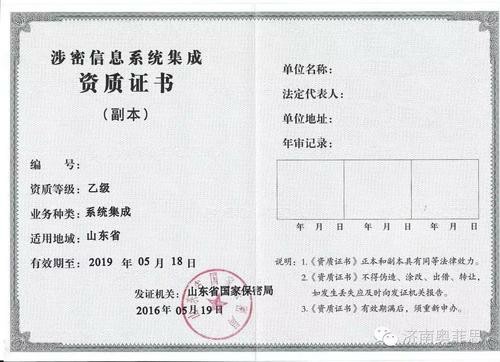 涉密信息系统集成
资质证书
（副本）
编 号：
资质等级：乙级
业务种类：系统集成
适用地域：山东省
有效期至：2019 年 05 月 18 日
发证机关：山东省国家保密局
2016 年 05 月 19 日
单位名称：
法定代表人：
单位地址：
年审记录：
年 月 日 年 月 日 年 月 日
说明：1.《资质证书》正本和副本具有同等法律效力。
2.《资质证书》不得伪造、涂改、出借、转让，
如发生丢失应及时向发证机关报告。
3.《资质证书》有效期满后，须重新申办。
济南奥菲思